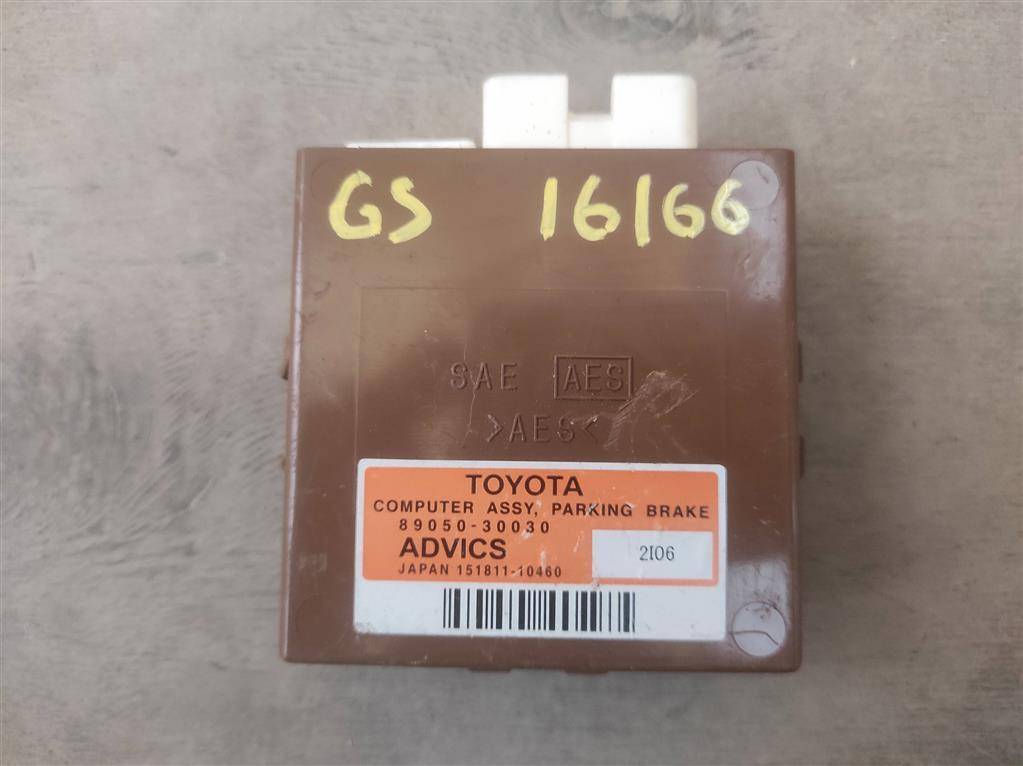 GS 16166
SAE AES
>AES<
TOYOTA
COMPUTER ASSY, PARKING BRAKE
89050-30030
ADVICS 2I06
JAPAN 151811-10460